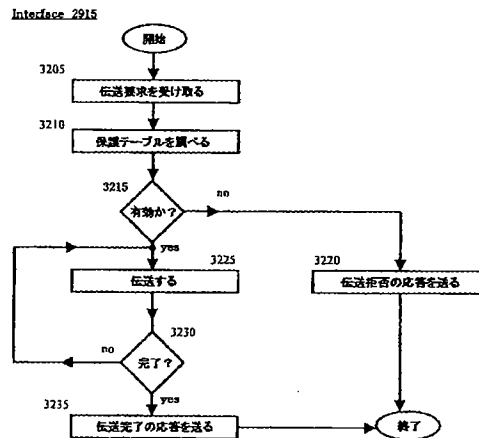 Interface 2915
開始
3205
伝送要求を受け取る
3210
保護テーブルを調べる
3215
有効か?
no
yes
3225
伝送する
3220
伝送拒否の応答を送る
3230
完了?
no
yes
3235
伝送完了の応答を送る
終了